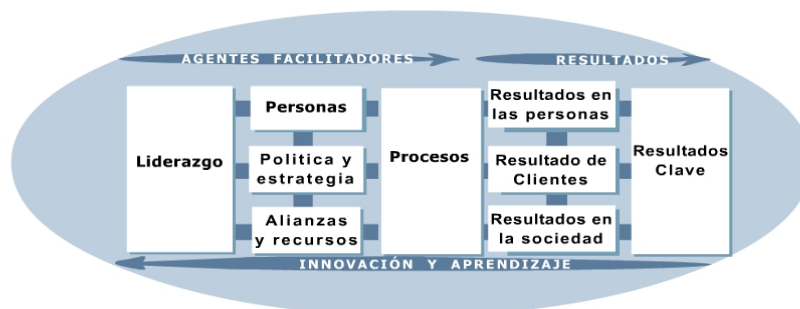 AGENTES FACILITADORES
RESULTADOS
Liderazgo
Personas
Politica y
estrategia
Alianzas
y recursos
Procesos
Resultados en
las personas
Resultado de
Clientes
Resultados en
la sociedad
Resultados
Clave
INNOVACIÓN Y APRENDIZAJE